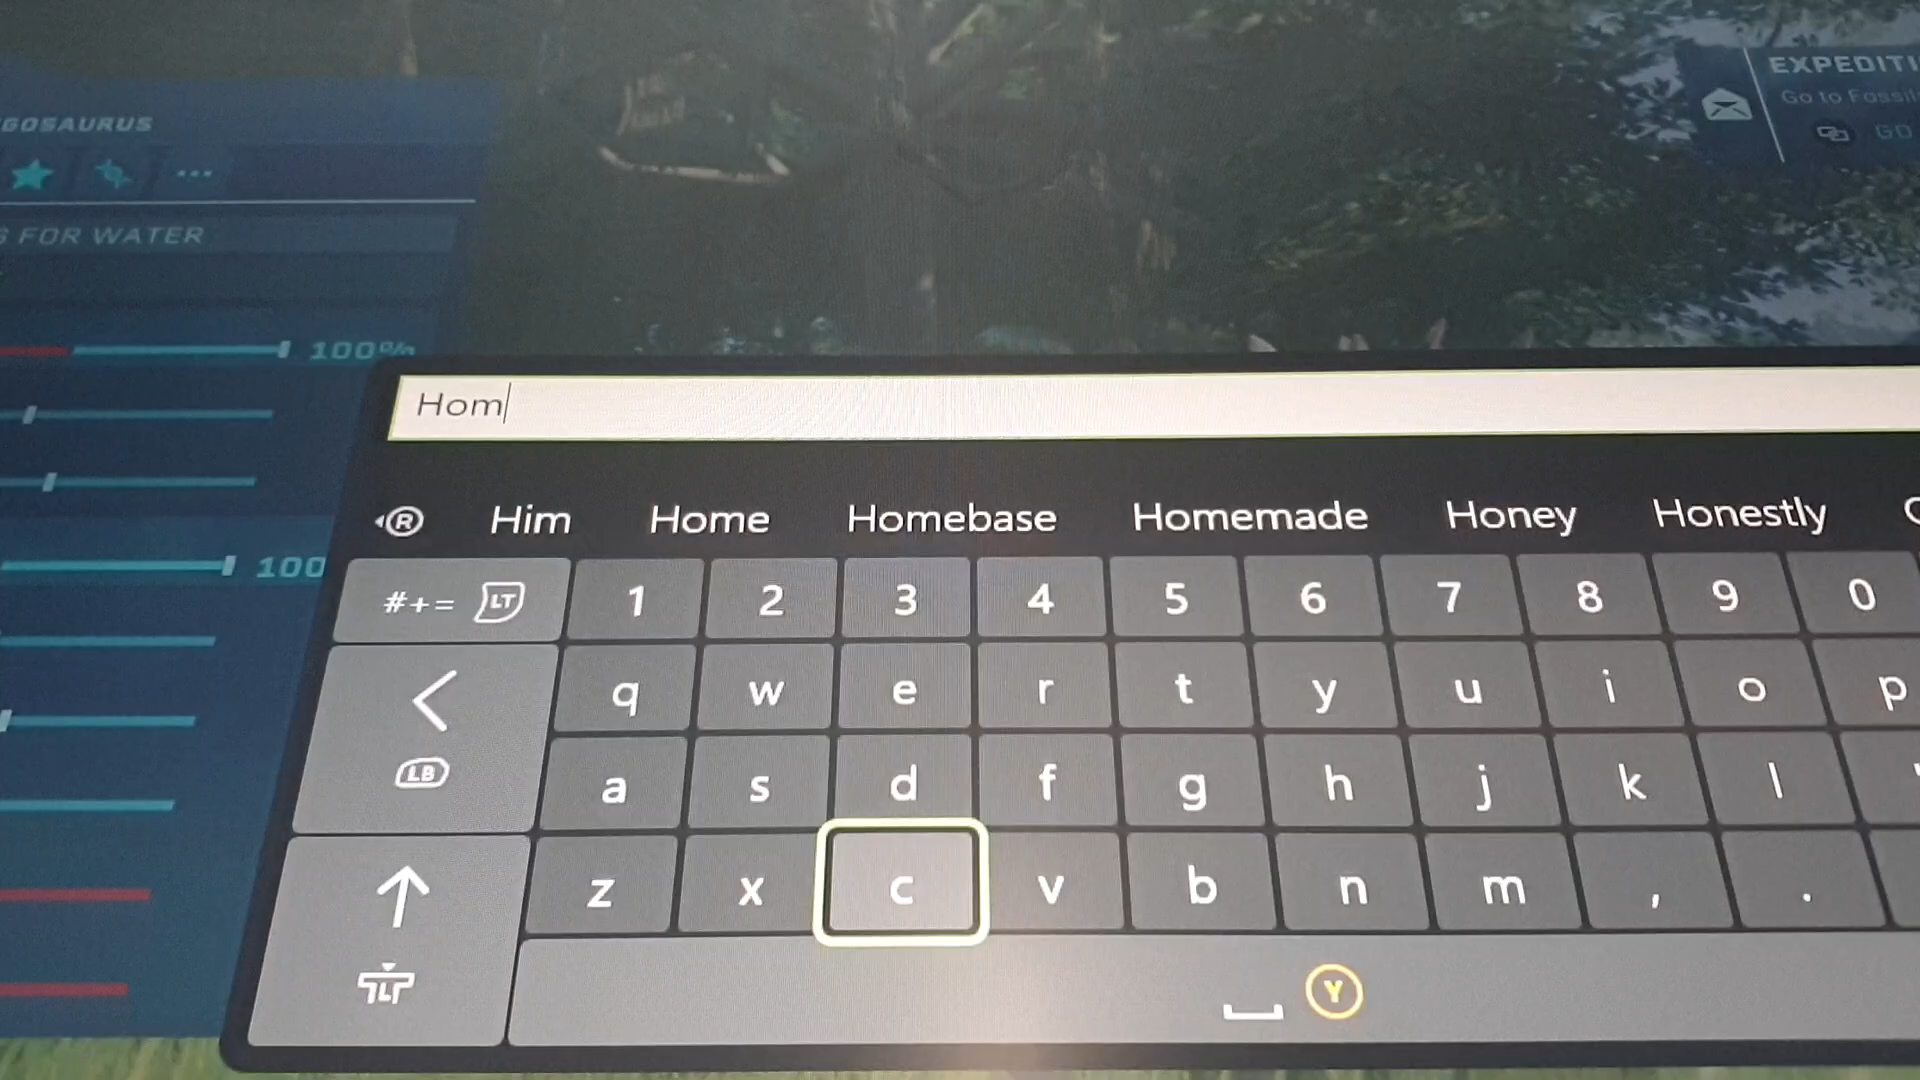 GOSAURUS
EXPEDITI
Go to Fossil
GO
FOR WATER
100%
Hom
R Him Home Homebase Homemade Honey Honestly
100
#+= LT 1 2 3 4 5 6 7 8 9 0
q w e r t y u i o p
LB a s d f g h j k l
z x c v b n m , .
Y